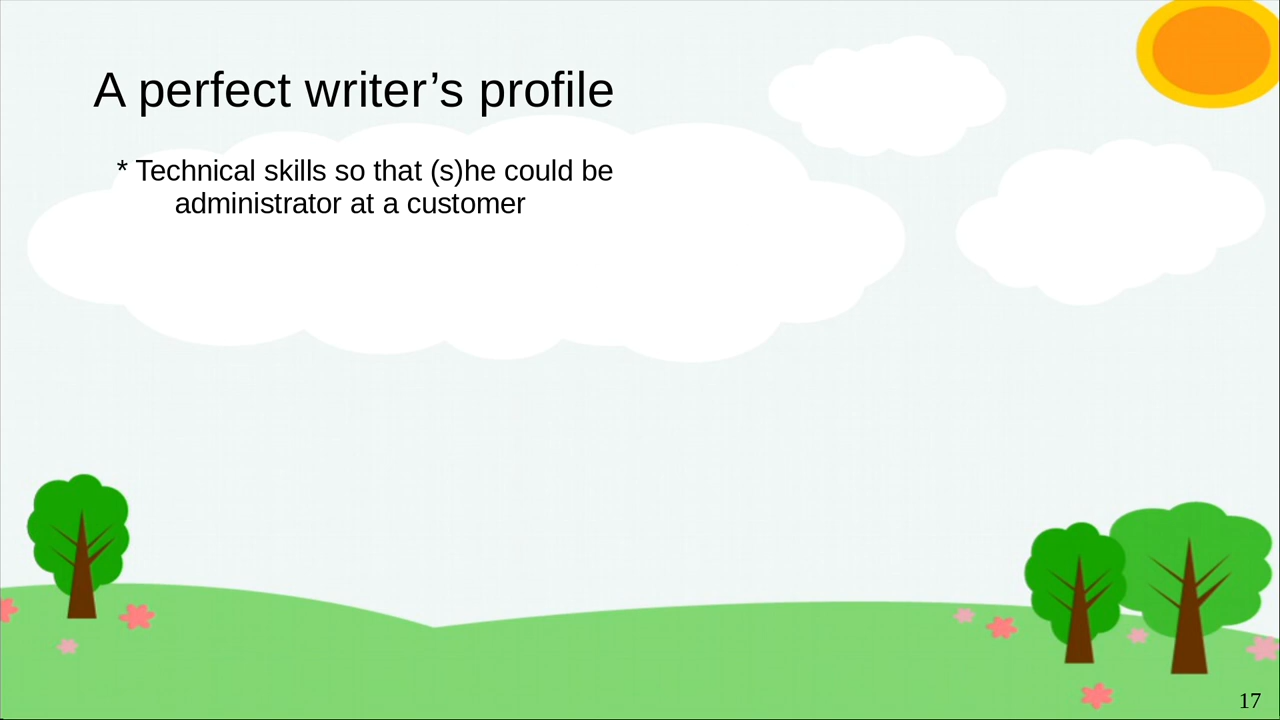 A perfect writer’s profile
* Technical skills so that (s)he could be
administrator at a customer
17